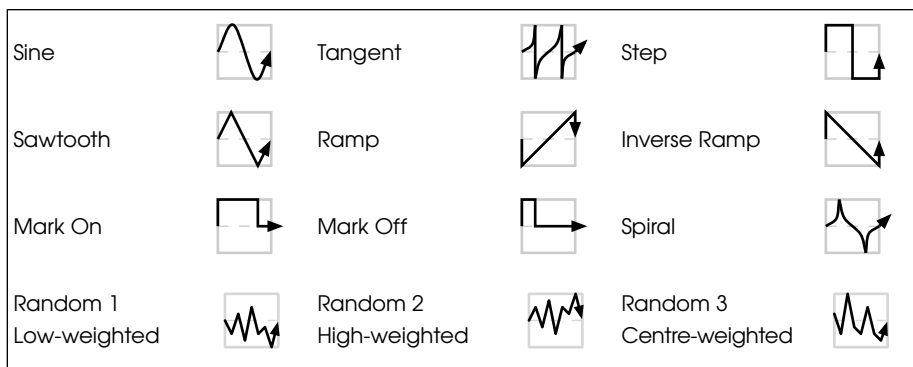 Sine
Tangent
Step
Sawtooth
Ramp
Inverse Ramp
Mark On
Mark Off
Spiral
Random 1
Low-weighted
Random 2
High-weighted
Random 3
Centre-weighted